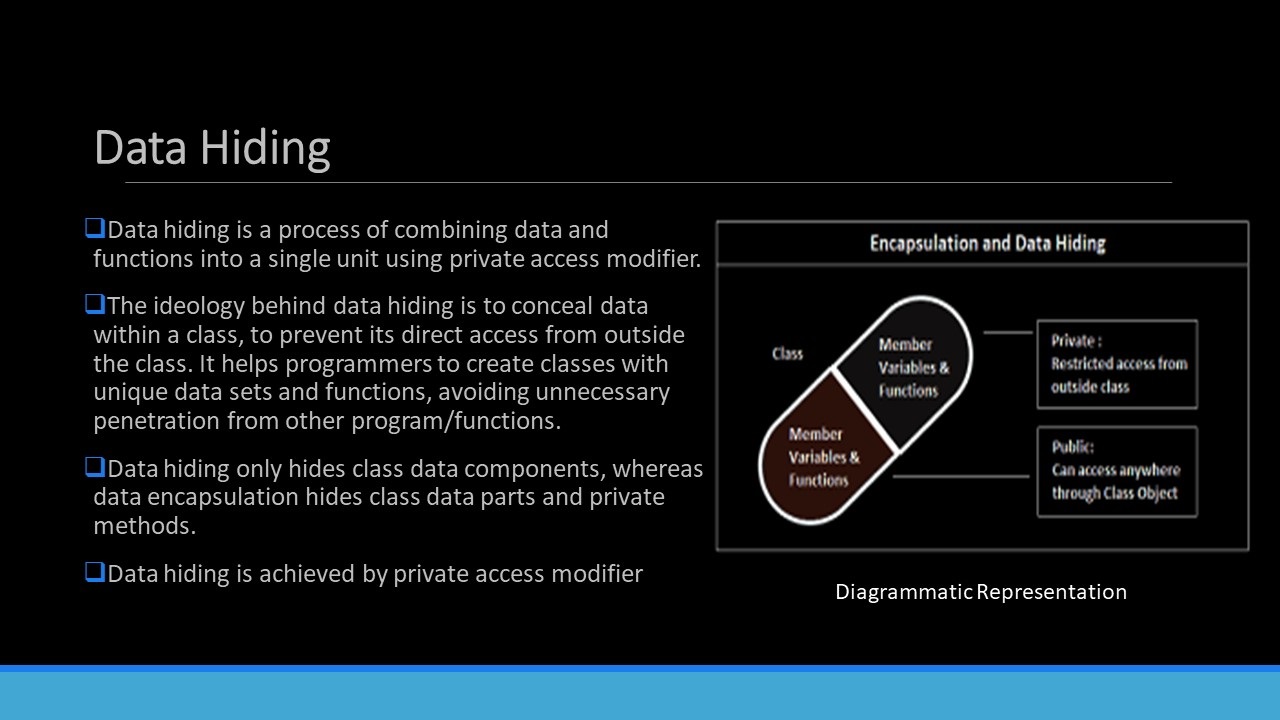 Data Hiding
Data hiding is a process of combining data and
functions into a single unit using private access modifier.
The ideology behind data hiding is to conceal data
within a class, to prevent its direct access from outside
the class. It helps programmers to create classes with
unique data sets and functions, avoiding unnecessary
penetration from other program/functions.
Data hiding only hides class data components, whereas
data encapsulation hides class data parts and private
methods.
Data hiding is achieved by private access modifier
Encapsulation and Data Hiding
Class
Member
Variables &
Functions
Member
Variables &
Functions
Private :
Restricted access from
outside class
Public:
Can access anywhere
through Class Object
Diagrammatic Representation